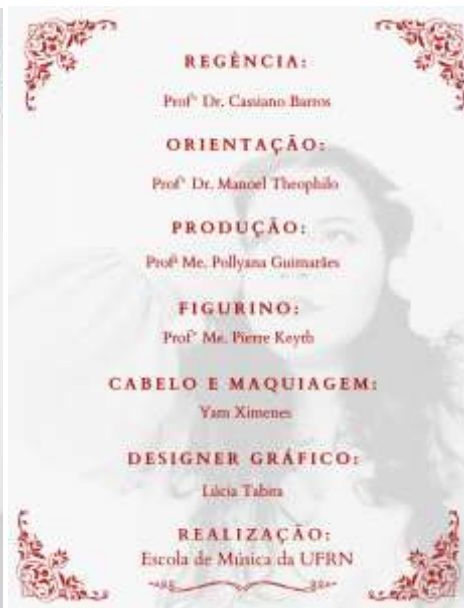 REGÊNCIA:
Profº Dr. Cassiano Barros
ORIENTAÇÃO:
Profº Dr. Manoel Theophilo
PRODUÇÃO:
Profª Me. Pollyana Guimarães
FIGURINO:
Profº Me. Pierre Keyth
CABELO E MAQUIAGEM:
Yam Ximenes
DESIGNER GRÁFICO:
Lúcia Tabita
REALIZAÇÃO:
Escola de Música da UFRN